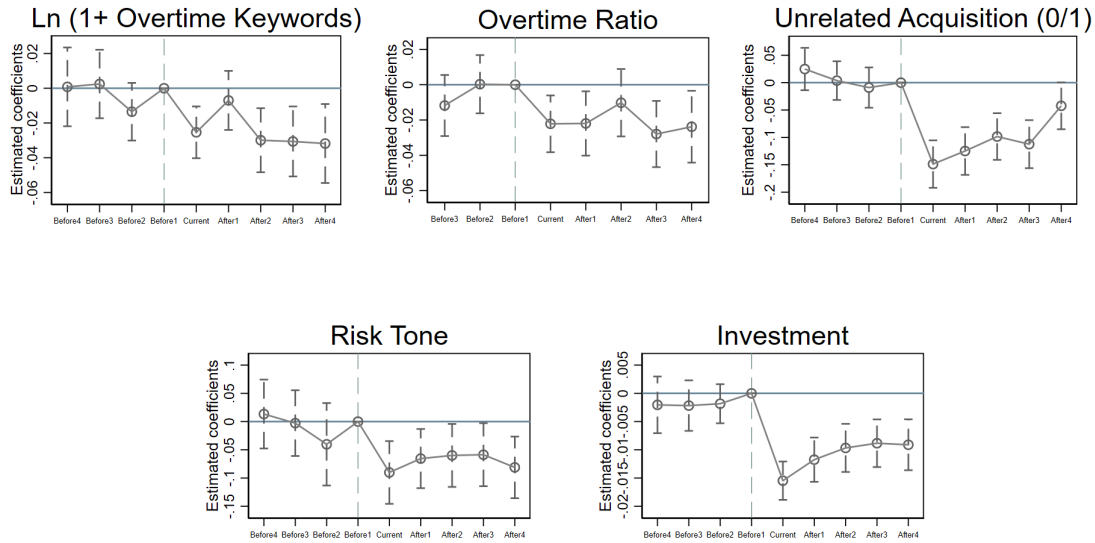 Ln (1+ Overtime Keywords)
Estimated coefficients
.02
0
-.02
-.04
-.06
Before4 Before3 Before2 Before1 Current After1 After2 After3 After4
Overtime Ratio
Estimated coefficients
.02
0
-.02
-.04
-.06
Before3 Before2 Before1 Current After1 After2 After3 After4
Unrelated Acquisition (0/1)
Estimated coefficients
.05
0
-.05
-.1
-.15
-.2
Before4 Before3 Before2 Before1 Current After1 After2 After3 After4
Risk Tone
Estimated coefficients
.1
.05
0
-.05
-.1
-.15
Before4 Before3 Before2 Before1 Current After1 After2 After3 After4
Investment
Estimated coefficients
.005
0
-.005
-.01
-.015
-.02
Before4 Before3 Before2 Before1 Current After1 After2 After3 After4